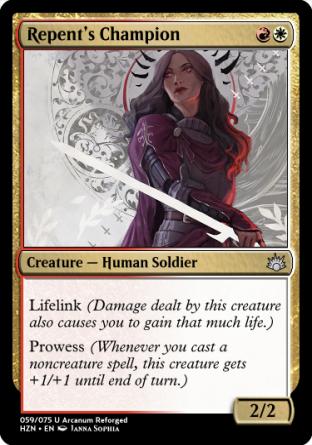 Repent's Champion
Creature — Human Soldier
Lifelink (Damage dealt by this creature
also causes you to gain that much life.)
Prowess (Whenever you cast a
noncreature spell, this creature gets
+1/+1 until end of turn.)
2/2
059/075 U Arcanum Reforged
HZN • EN Ianna Sophia